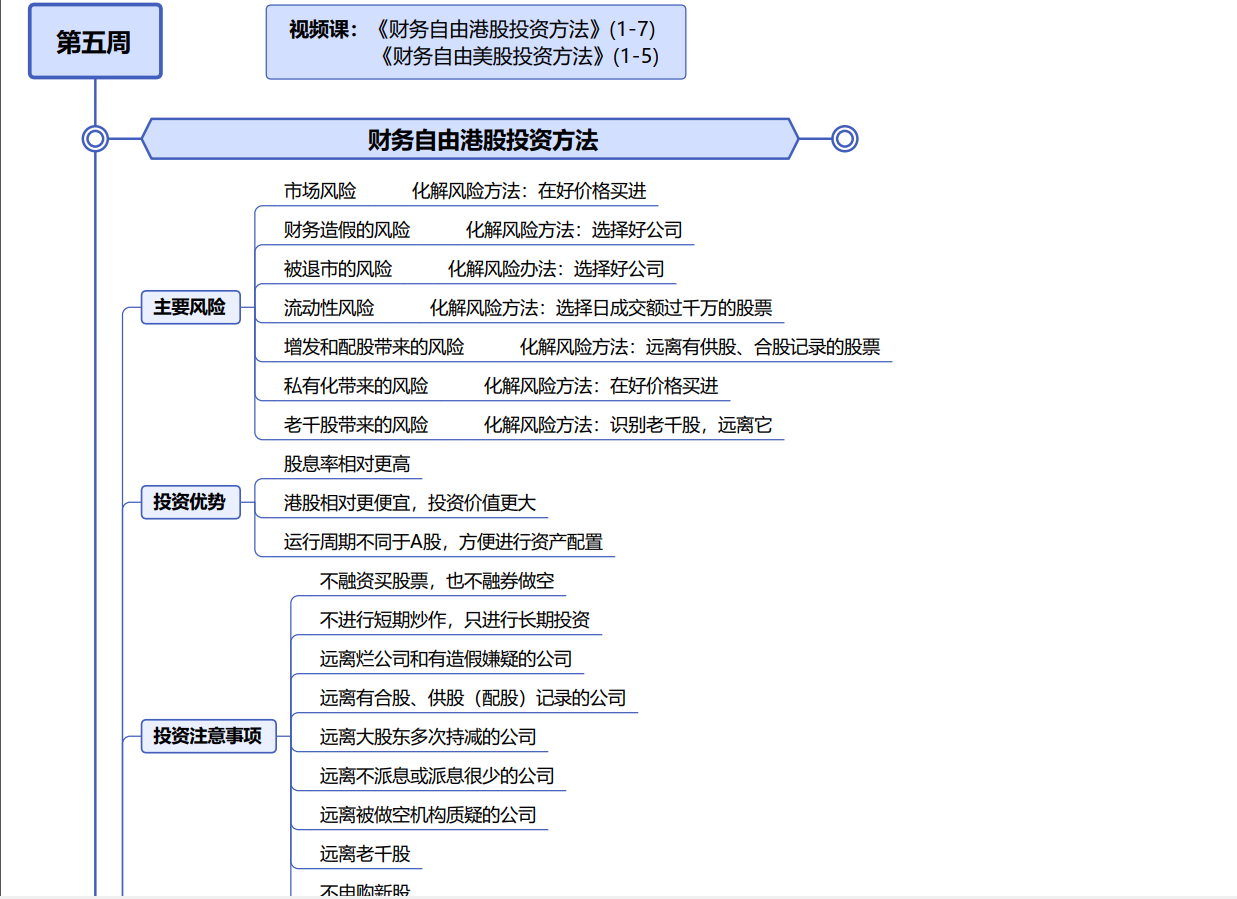 第五周
视频课：《财务自由港股投资方法》(1-7)
《财务自由美股投资方法》(1-5)
财务自由港股投资方法
市场风险 化解风险方法：在好价格买进
财务造假的风险 化解风险方法：选择好公司
被退市的风险 化解风险办法：选择好公司
主要风险
流动性风险 化解风险方法：选择日成交额过千万的股票
增发和配股带来的风险 化解风险方法：远离有供股、合股记录的股票
私有化带来的风险 化解风险方法：在好价格买进
老千股带来的风险 化解风险方法：识别老千股，远离它
投资优势
股息率相对更高
港股相对更便宜，投资价值更大
运行周期不同于A股，方便进行资产配置
投资注意事项
不融资买股票，也不融券做空
不进行短期炒作，只进行长期投资
远离烂公司和有造假嫌疑的公司
远离有合股、供股（配股）记录的公司
远离大股东多次持减的公司
远离不派息或派息很少的公司
远离被做空机构质疑的公司
远离老千股
不申购新股